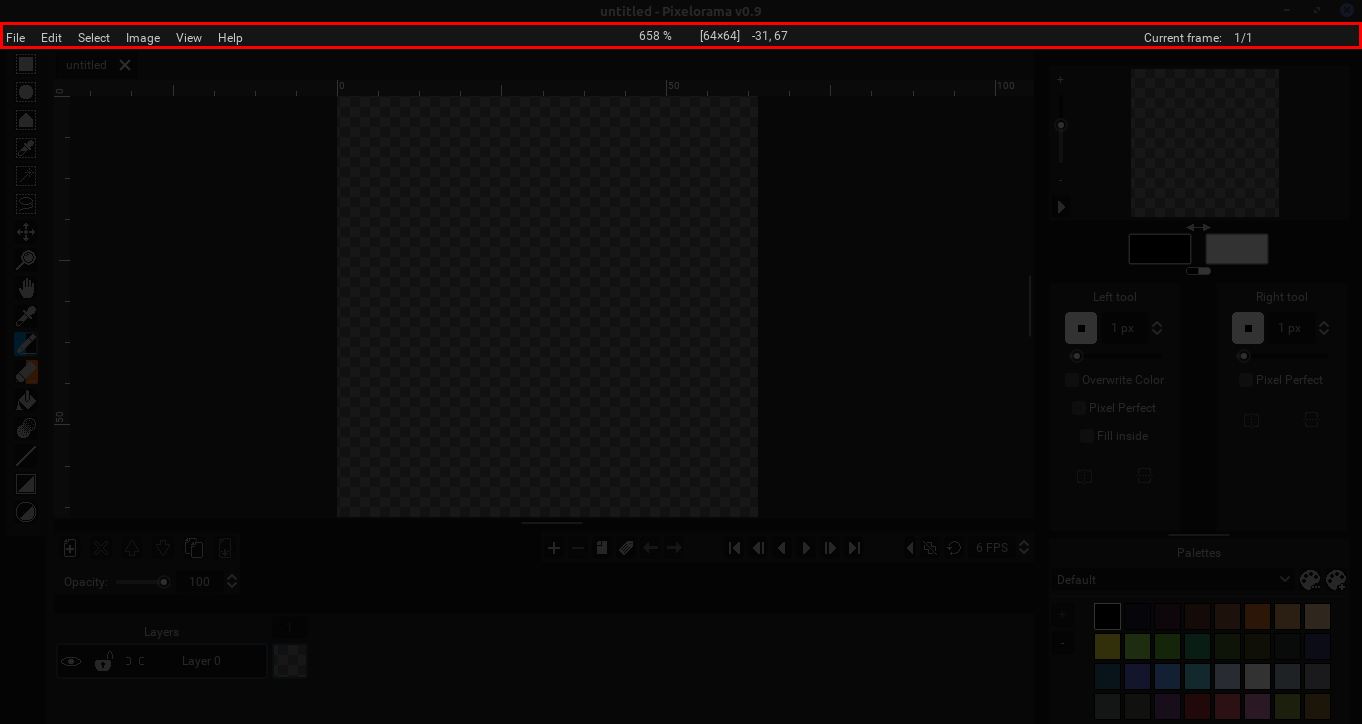 untitled - Pixelorama v0.9
File Edit Select Image View Help 658 % [64×64] -31, 67 Current frame: 1/1
untitled
0 50 100
0
50
+
-
Left tool Right tool
1 px 1 px
Overwrite Color Pixel Perfect
Pixel Perfect
Fill inside
6 FPS
Palettes
Opacity: 100
Default
Layers 1
Layer 0
+
-